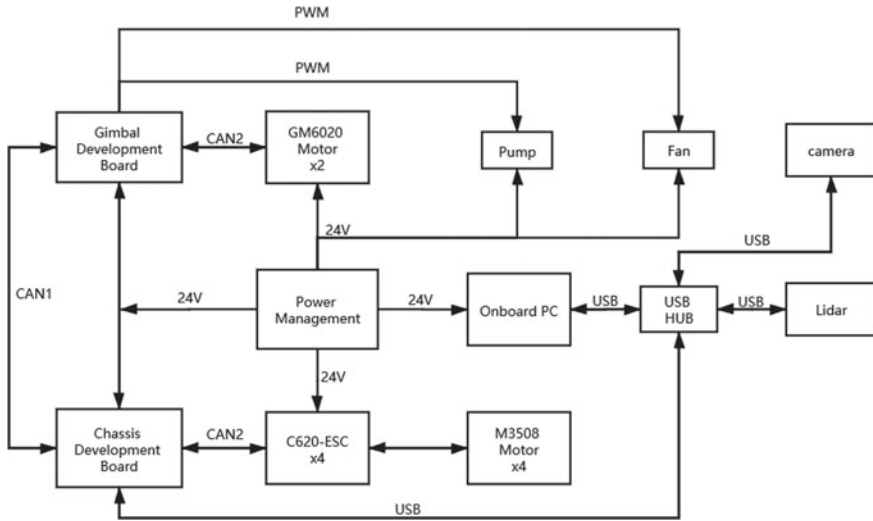 PWM
PWM
Gimbal
Development
Board
CAN2
GM6020
Motor
x2
Pump
Fan
camera
24V
USB
CAN1
24V
Power
Management
24V
Onboard PC
USB
USB
HUB
USB
Lidar
24V
Chassis
Development
Board
CAN2
C620-ESC
x4
M3508
Motor
x4
USB